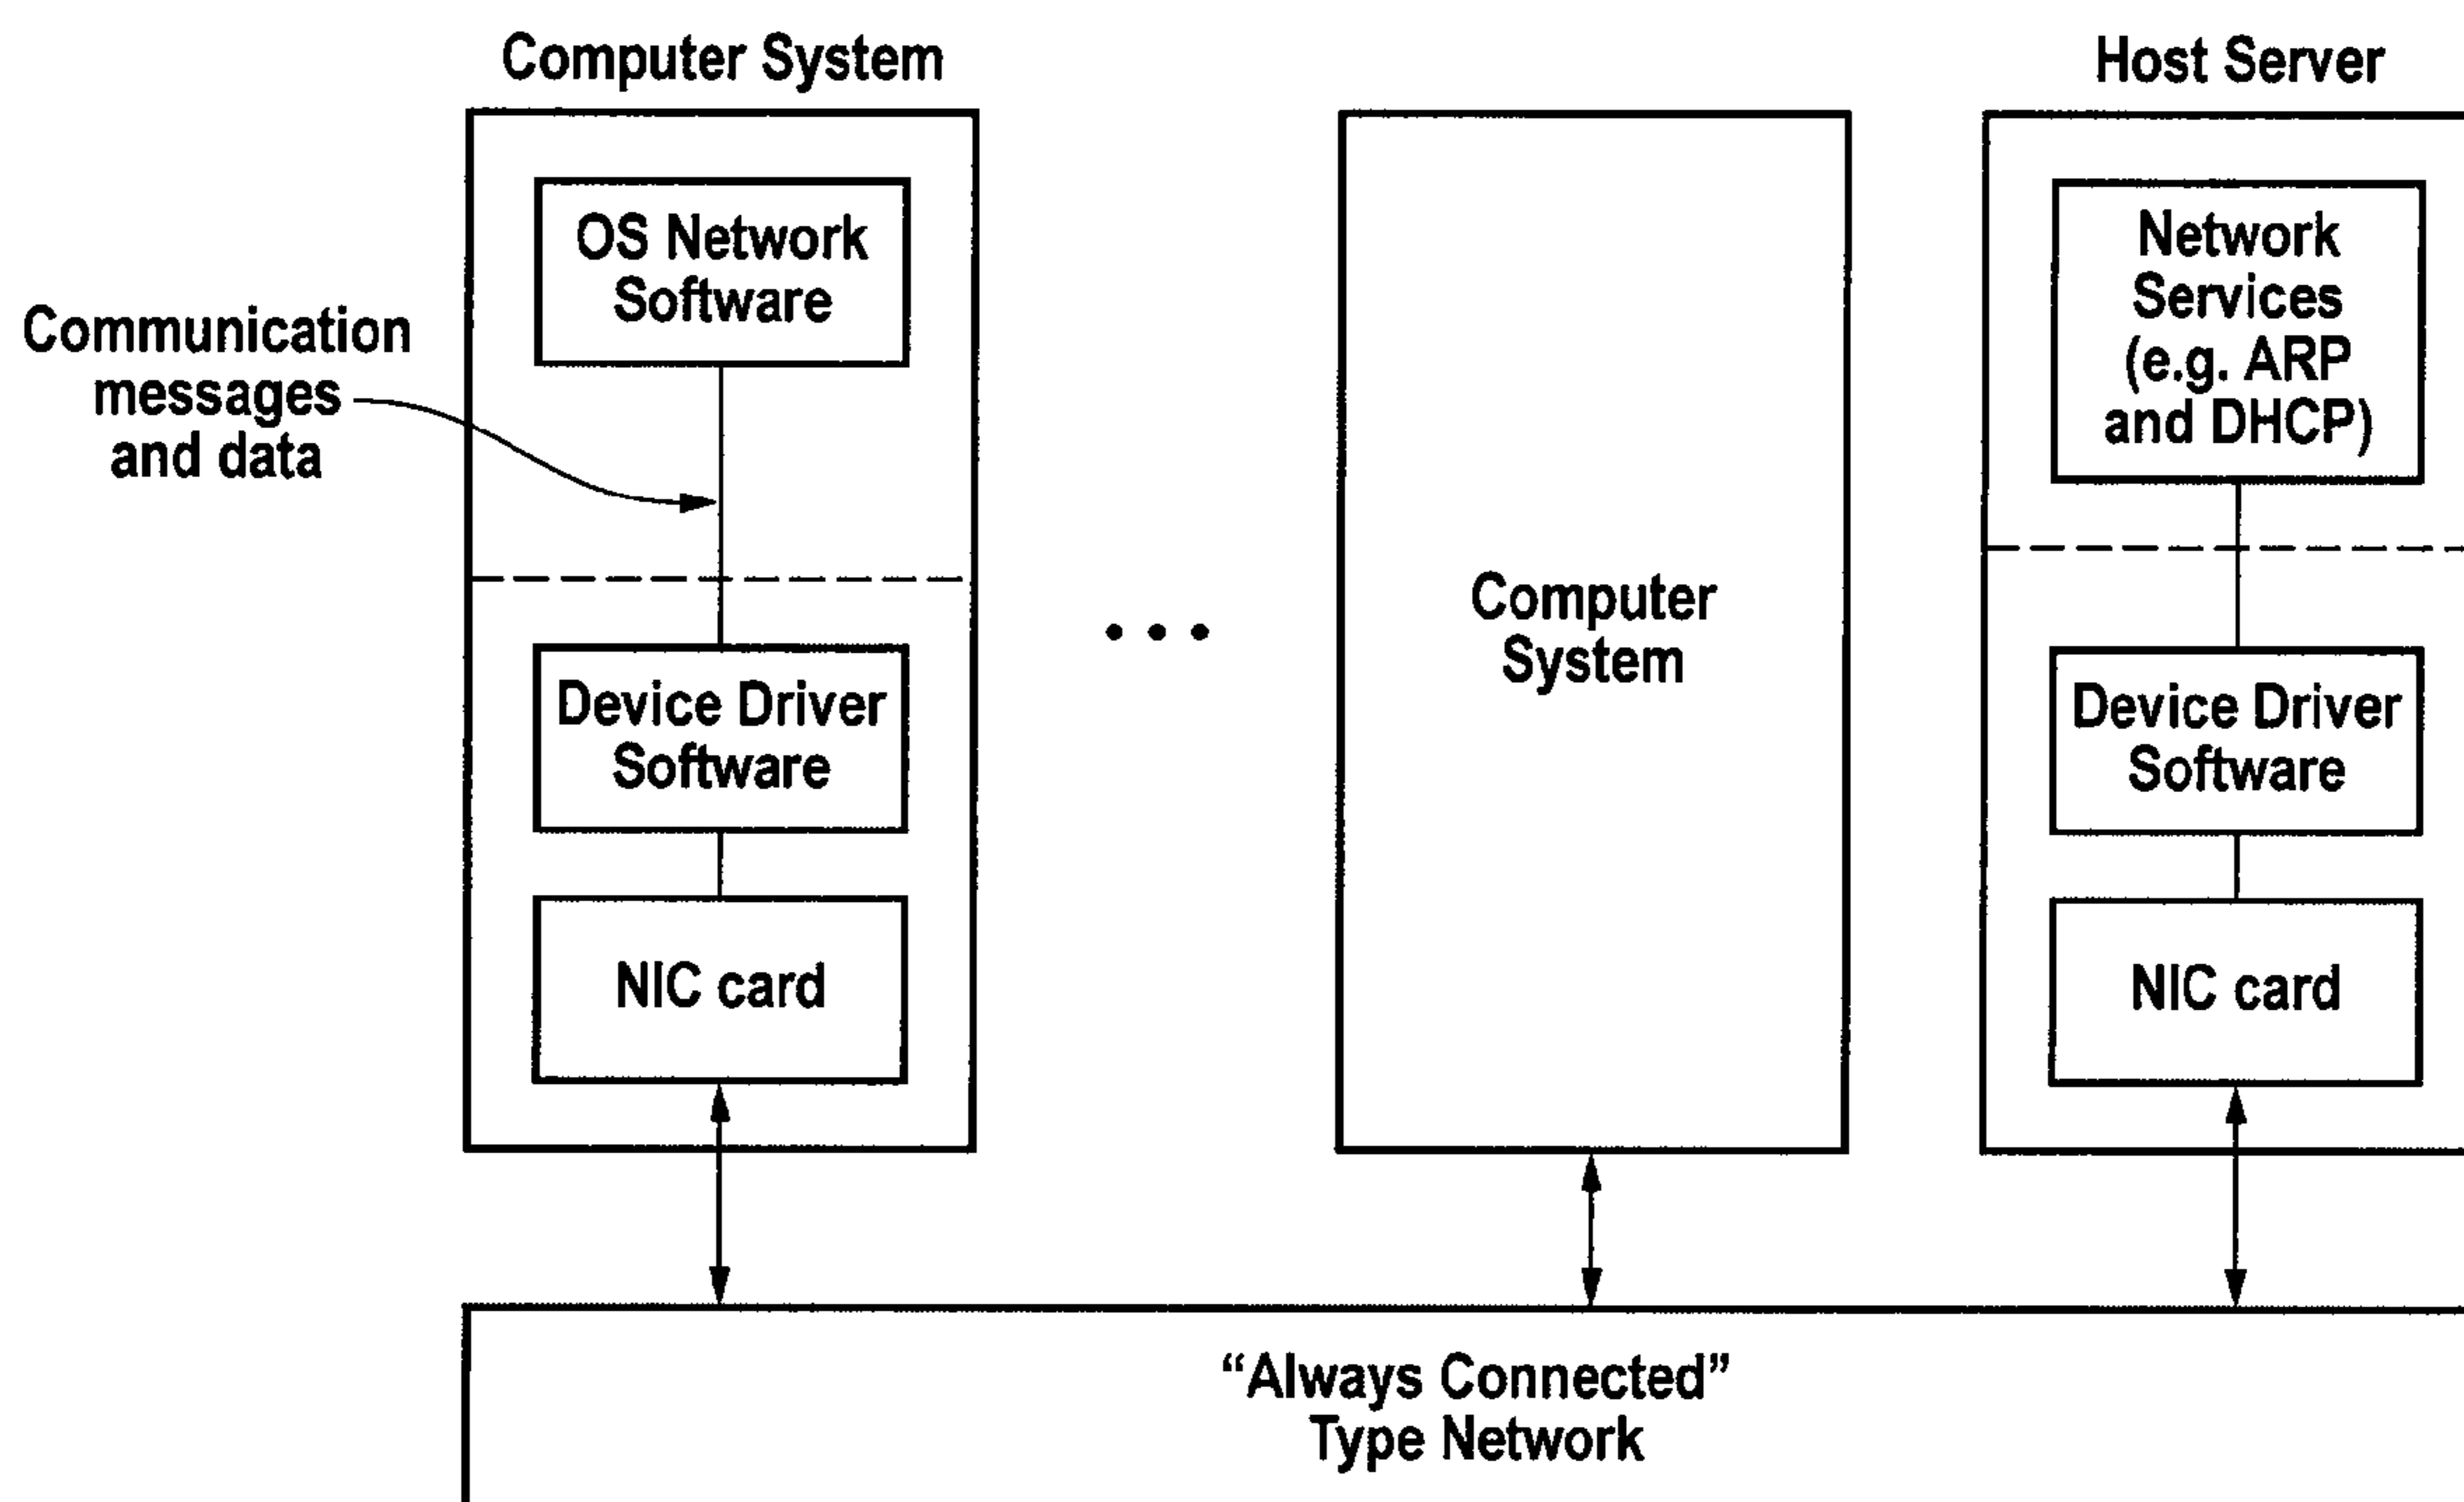 Computer System
Host Server
OS Network
Software
Communication
messages
and data
Device Driver
Software
NIC card
Computer
System
Network
Services
(e.g. ARP
and DHCP)
Device Driver
Software
NIC card
“Always Connected”
Type Network